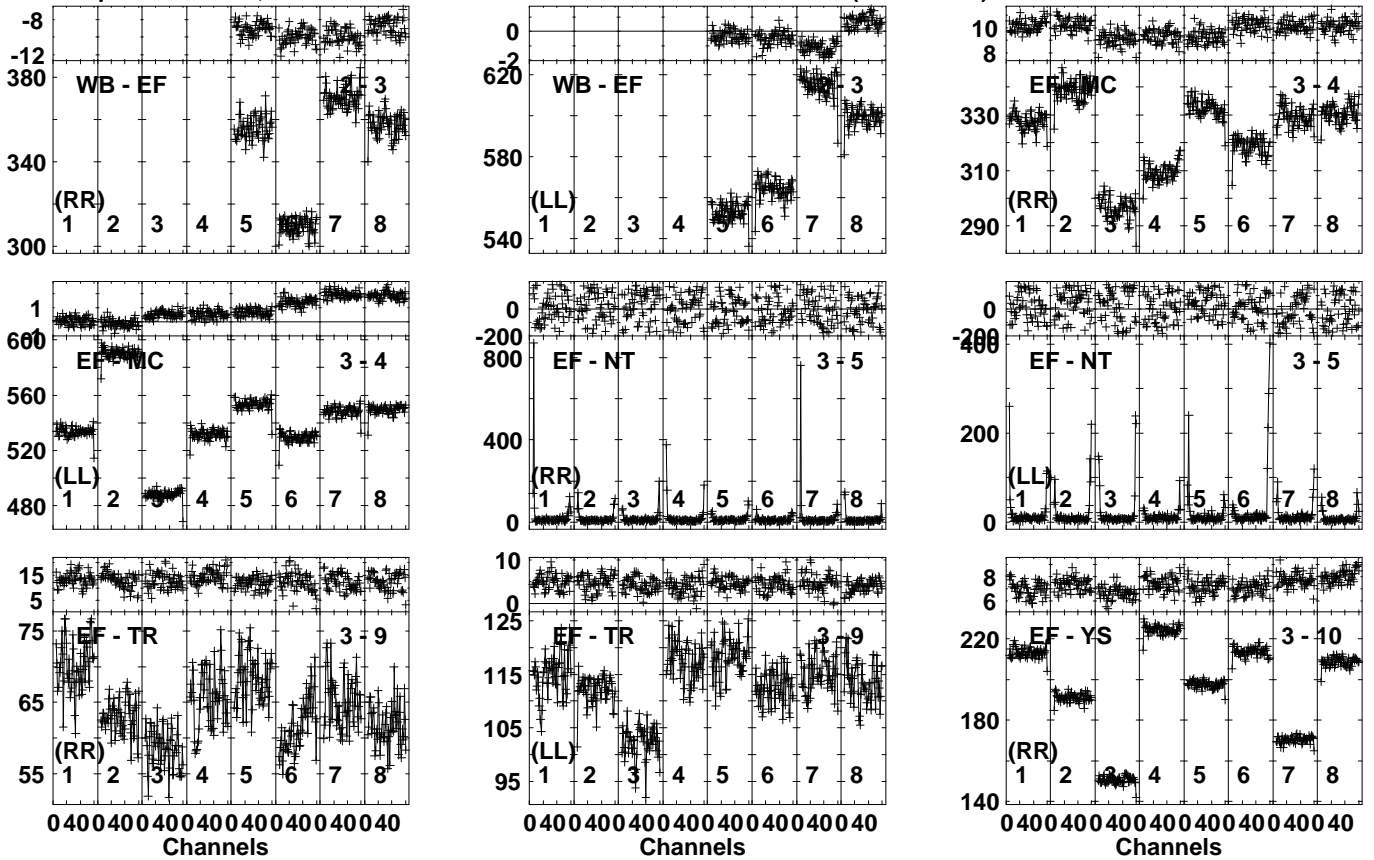 -8
-12
380
WB - EF 2 - 3
340
(RR)
1 2 3 4 5 6 7 8
300
0
-2
620
WB - EF 2 - 3
580
(LL)
1 2 3 4 5 6 7 8
540
10
8
EF - MC 3 - 4
330
310
(RR)
1 2 3 4 5 6 7 8
290
1
600
EF - MC 3 - 4
560
520
(LL)
1 2 3 4 5 6 7 8
480
0
-200
800
EF - NT 3 - 5
400
(RR)
1 2 3 4 5 6 7 8
0
0
-200
400
EF - NT 3 - 5
200
(LL)
1 2 3 4 5 6 7 8
0
15
5
75
EF - TR 3 - 9
65
(RR)
1 2 3 4 5 6 7 8
55
0 40 0 40 0 40 0 40 0 40 0 40 0 40 0 40
Channels
10
0
125
EF - TR 3 - 9
115
105
(LL)
1 2 3 4 5 6 7 8
95
0 40 0 40 0 40 0 40 0 40 0 40 0 40 0 40
Channels
8
6
EF - YS 3 - 10
220
180
(RR)
1 2 3 4 5 6 7 8
140
0 40 0 40 0 40 0 40 0 40 0 40 0 40 0 40
Channels